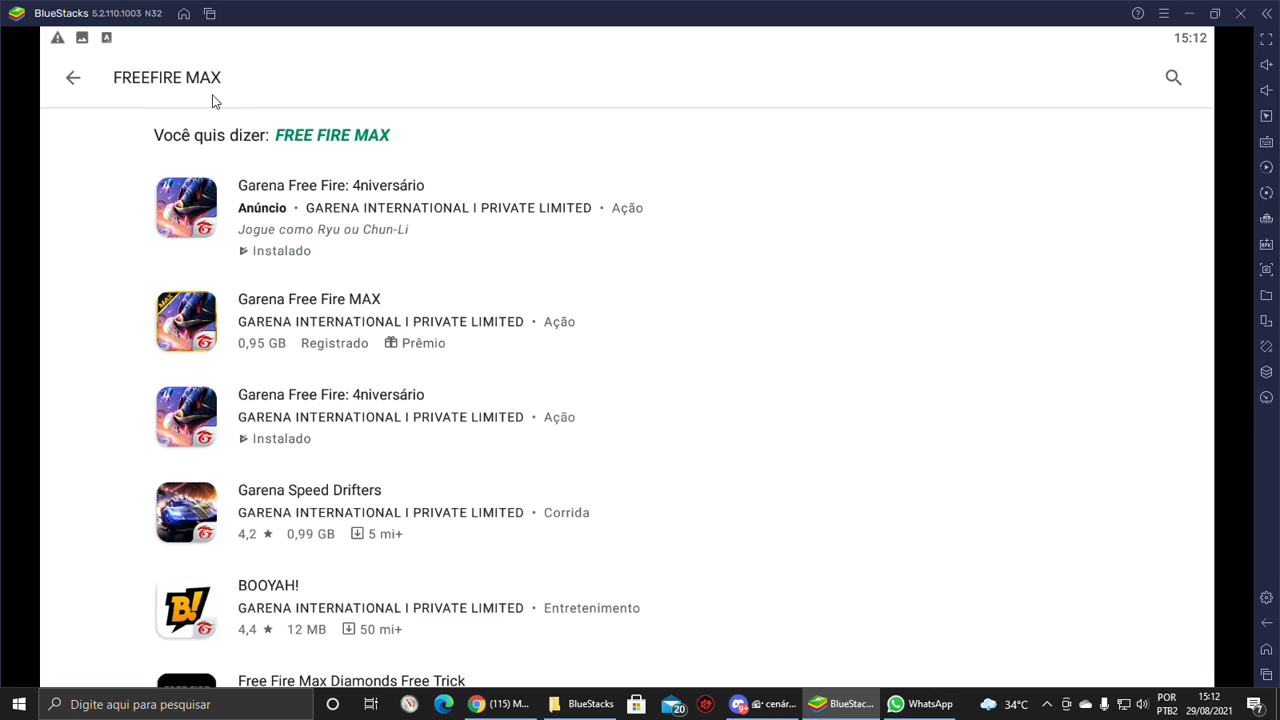 BlueStacks 5.2.110.1003 N32
15:12
FREEFIRE MAX
Você quis dizer: FREE FIRE MAX
Garena Free Fire: 4niversário
Anúncio • GARENA INTERNATIONAL I PRIVATE LIMITED • Ação
Jogue como Ryu ou Chun-Li
Instalado
Garena Free Fire MAX
GARENA INTERNATIONAL I PRIVATE LIMITED • Ação
0,95 GB Registrado Prêmio
Garena Free Fire: 4niversário
GARENA INTERNATIONAL I PRIVATE LIMITED • Ação
Instalado
Garena Speed Drifters
GARENA INTERNATIONAL I PRIVATE LIMITED • Corrida
4,2 ★ 0,99 GB 5 mi+
BOOYAH!
GARENA INTERNATIONAL I PRIVATE LIMITED • Entretenimento
4,4 ★ 12 MB 50 mi+
Free Fire Max Diamonds Free Trick
Digite aqui para pesquisar
(115) M...
BlueStacks
20
cenár...
BlueStac...
WhatsApp
34°C
POR
PTB2
15:12
29/08/2021
7